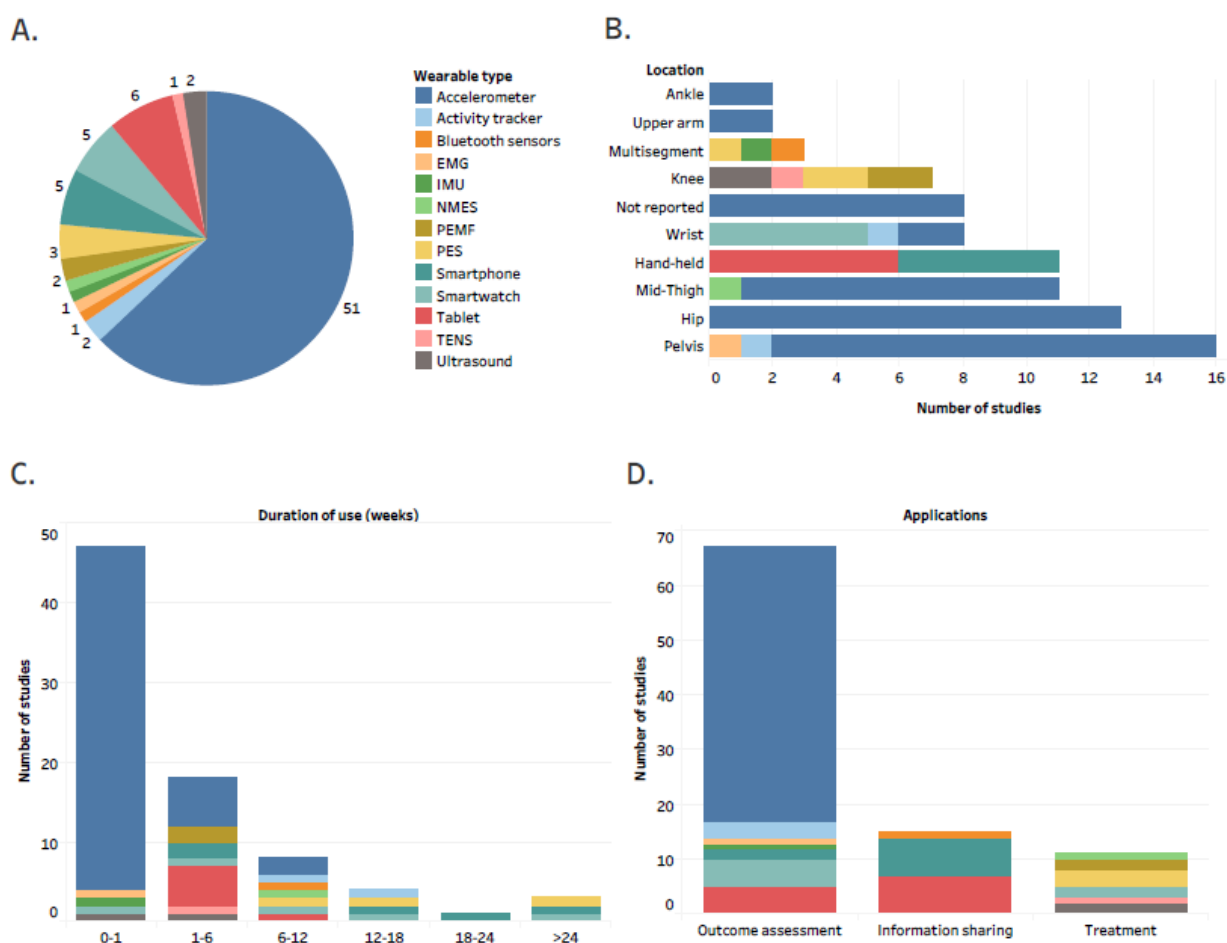 A.
1 2
6
5
5
3
2
1
1
2
51
Wearable type
Accelerometer
Activity tracker
Bluetooth sensors
EMG
IMU
NMES
PEMF
PES
Smartphone
Smartwatch
Tablet
TENS
Ultrasound
B.
Location
Ankle
Upper arm
Multisegment
Knee
Not reported
Wrist
Hand-held
Mid-Thigh
Hip
Pelvis
0 2 4 6 8 10 12 14 16
Number of studies
C.
Duration of use (weeks)
Number of studies
50
40
30
20
10
0
0-1 1-6 6-12 12-18 18-24 >24
D.
Applications
Number of studies
70
60
50
40
30
20
10
0
Outcome assessment Information sharing Treatment